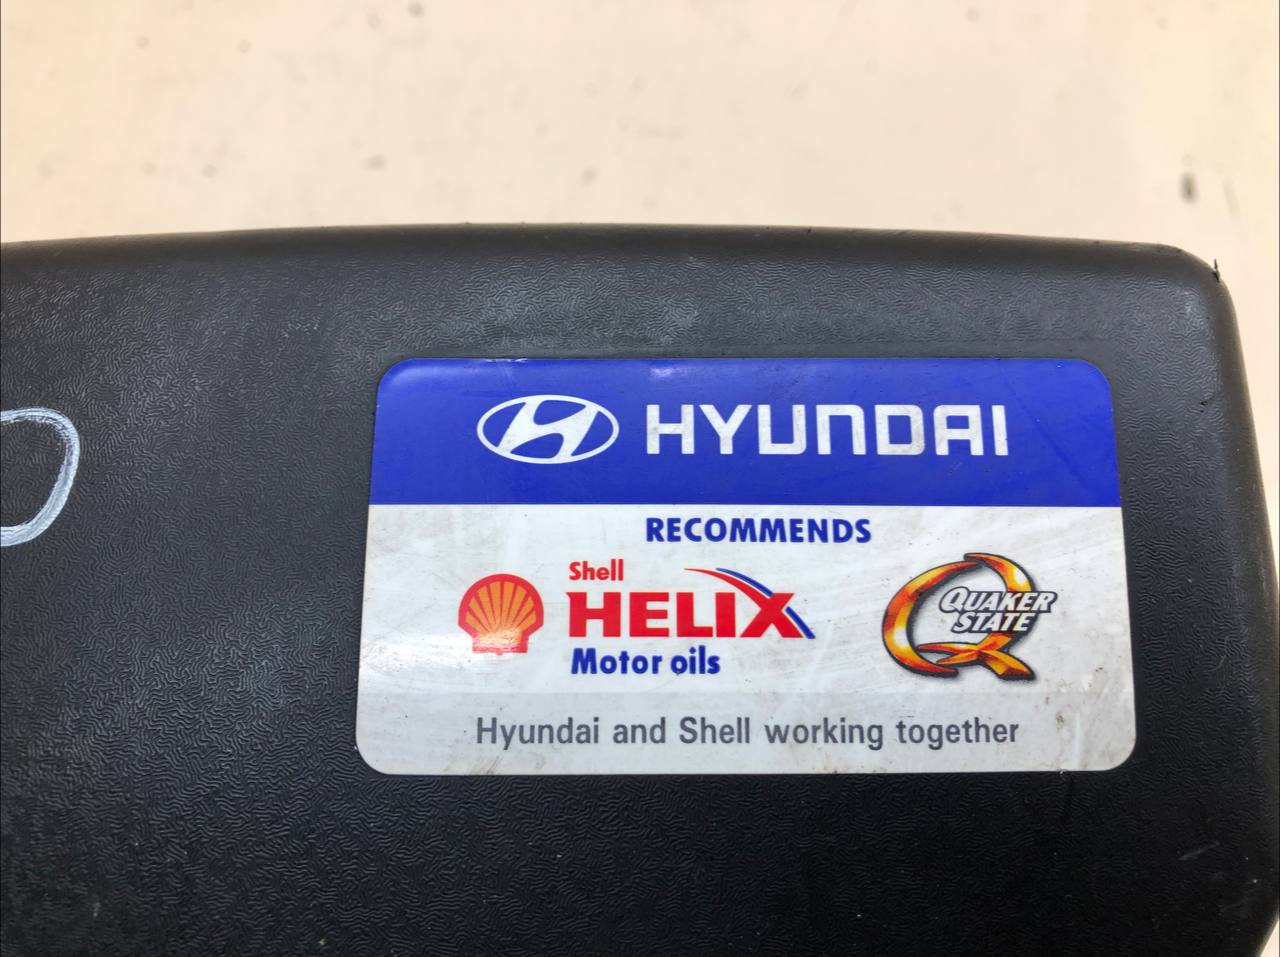 HYUNDAI
RECOMMENDS
Shell
HELIX
Motor oils
QUAKER
STATE
Hyundai and Shell working together